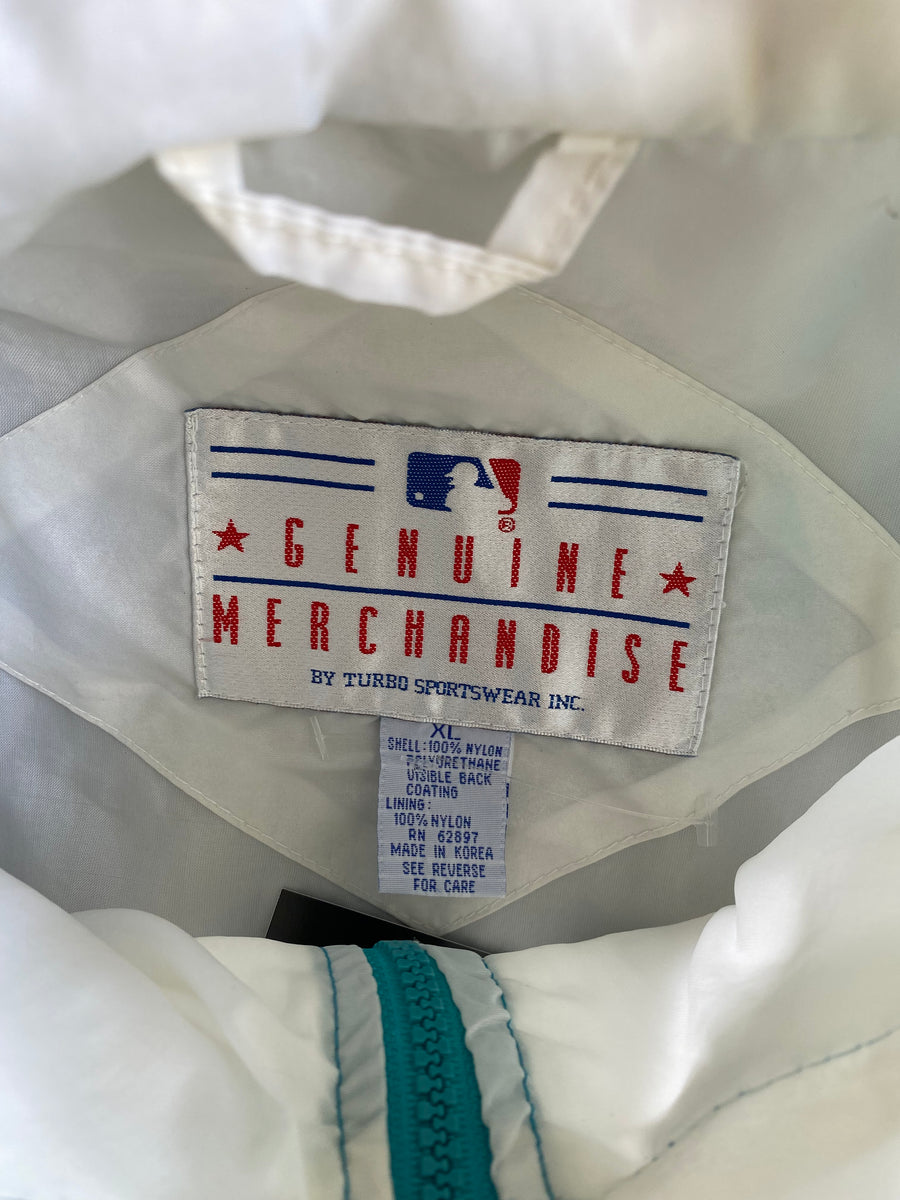 ®
GENUINE
MERCHANDISE
BY TURBO SPORTSWEAR INC.
XL
SHELL: 100% NYLON
POLYURETHANE
VISIBLE BACK
COATING
LINING:
100% NYLON
RN 62897
MADE IN KOREA
SEE REVERSE
FOR CARE